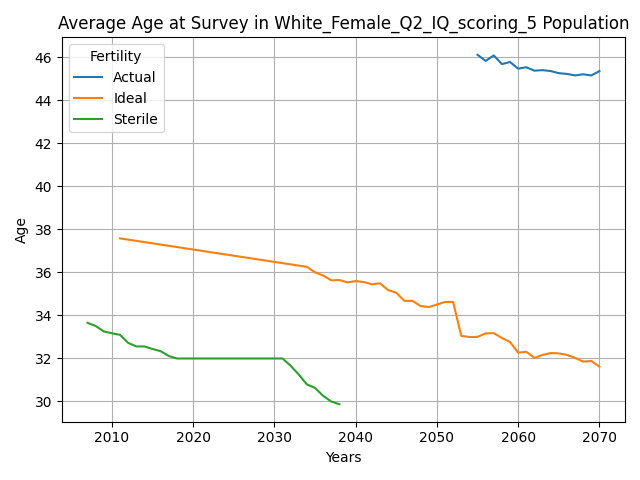 Average Age at Survey in White_Female_Q2_IQ_scoring_5 Population
Fertility
Actual
Ideal
Sterile
46
44
42
40
38
36
34
32
30
Age
2010 2020 2030 2040 2050 2060 2070
Years